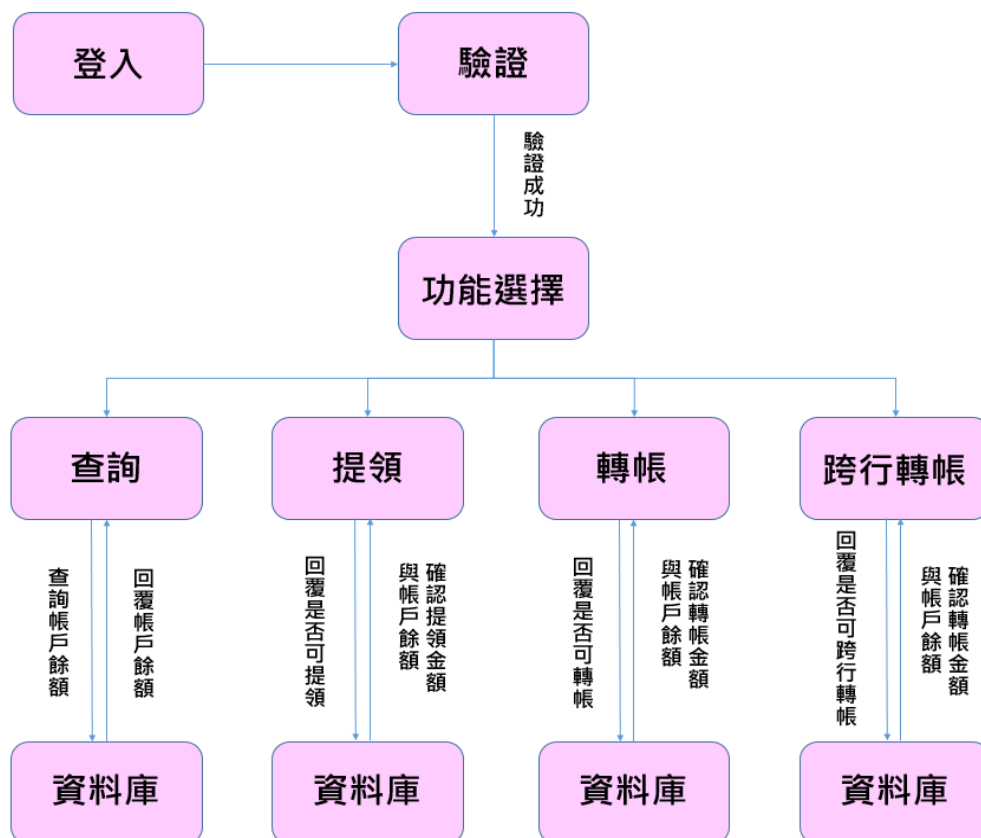 登入
驗證
驗證成功
功能選擇
查詢
提領
轉帳
跨行轉帳
查詢帳戶餘額
回覆帳戶餘額
回覆是否可提領
確認提領金額
與帳戶餘額
回覆是否可轉帳
確認轉帳金額
與帳戶餘額
回覆是否可跨行轉帳
確認轉帳金額
與帳戶餘額
資料庫
資料庫
資料庫
資料庫